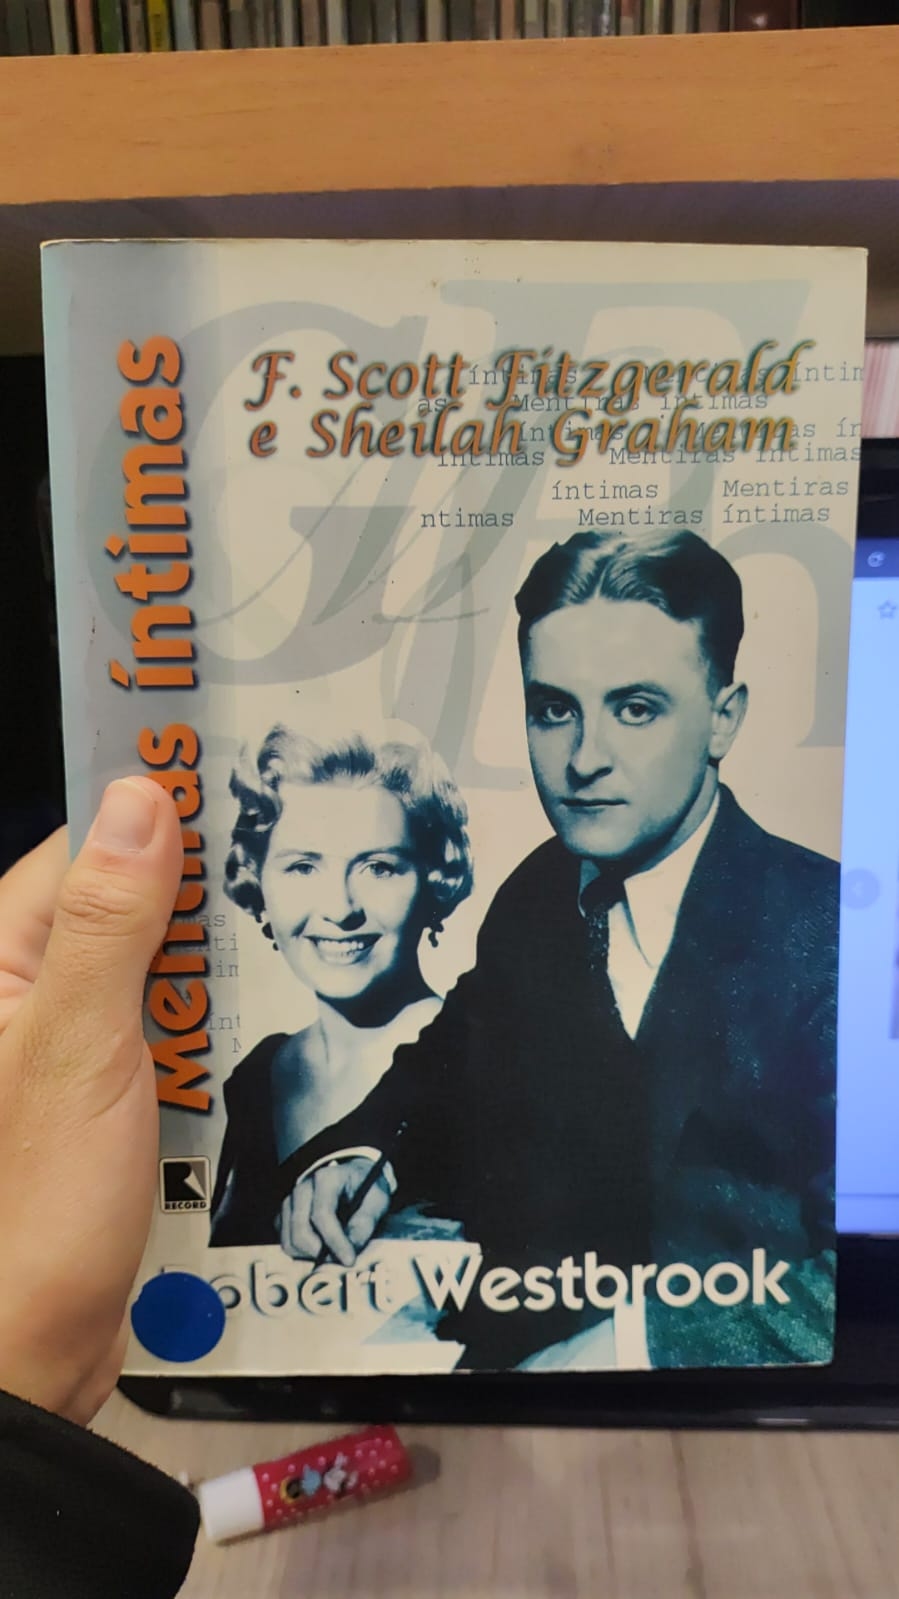 F. Scott Fitzgerald
e Sheilah Graham
íntimas
Mentiras íntimas
íntimas
Mentiras íntimas
íntimas Mentiras
ntimas Mentiras íntimas
Mentiras íntimas
RECORD
Robert Westbrook